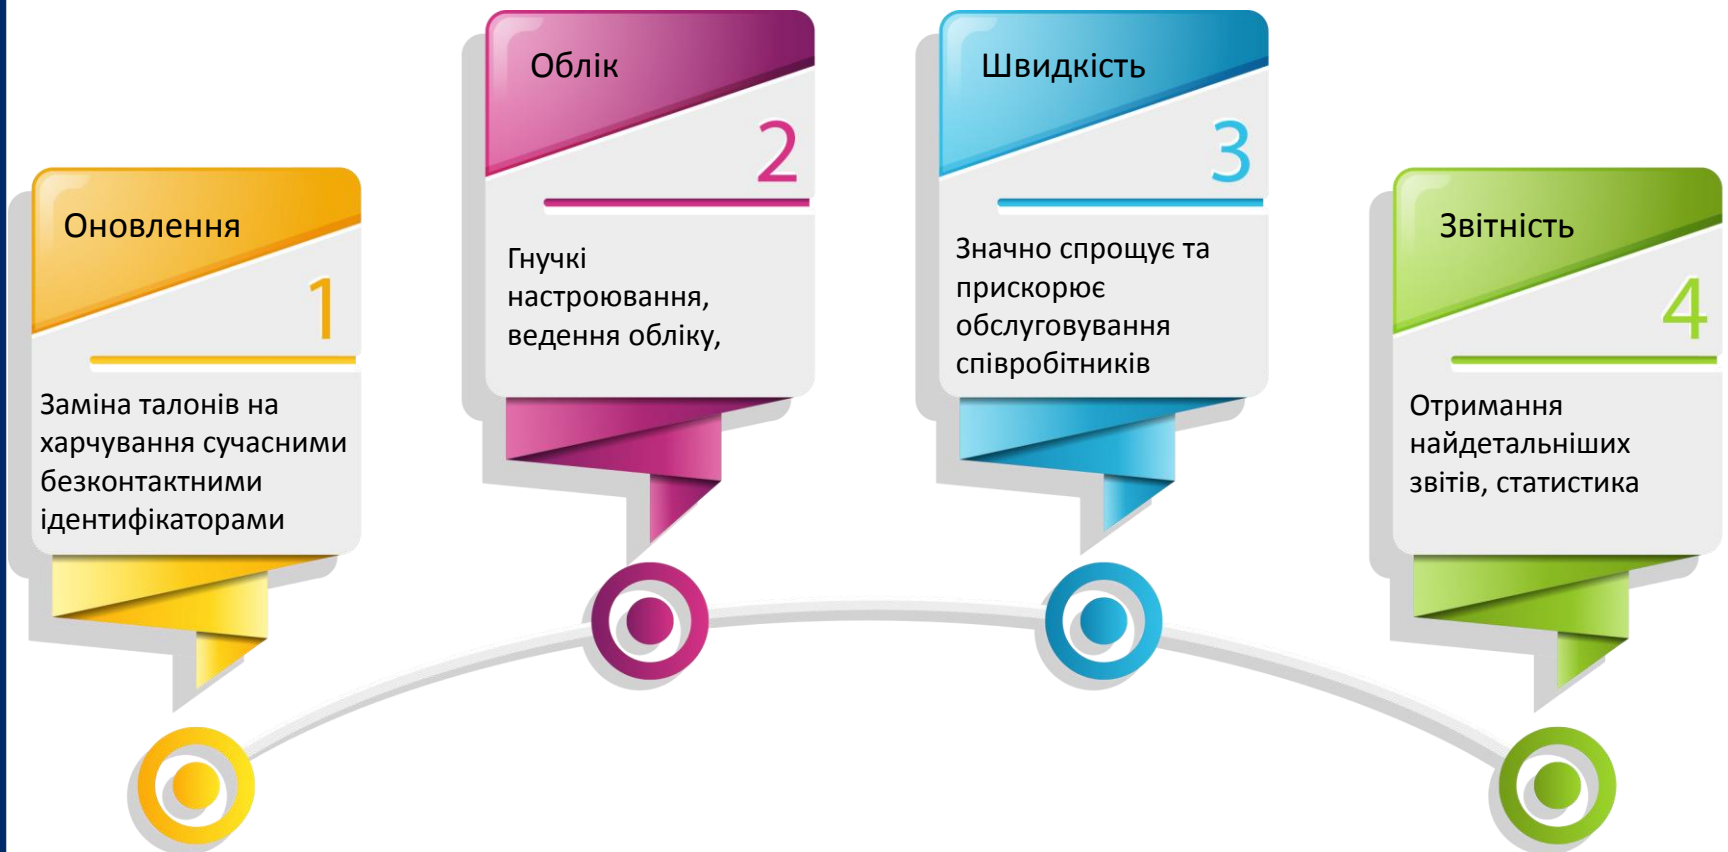 Оновлення
1
Заміна талонів на
харчування сучасними
безконтактними
ідентифікаторами
Облік
2
Гнучкі
настроювання,
ведення обліку,
Швидкість
3
Значно спрощує та
прискорює
обслуговування
співробітників
Звітність
4
Отримання
найдетальніших
звітів, статистика